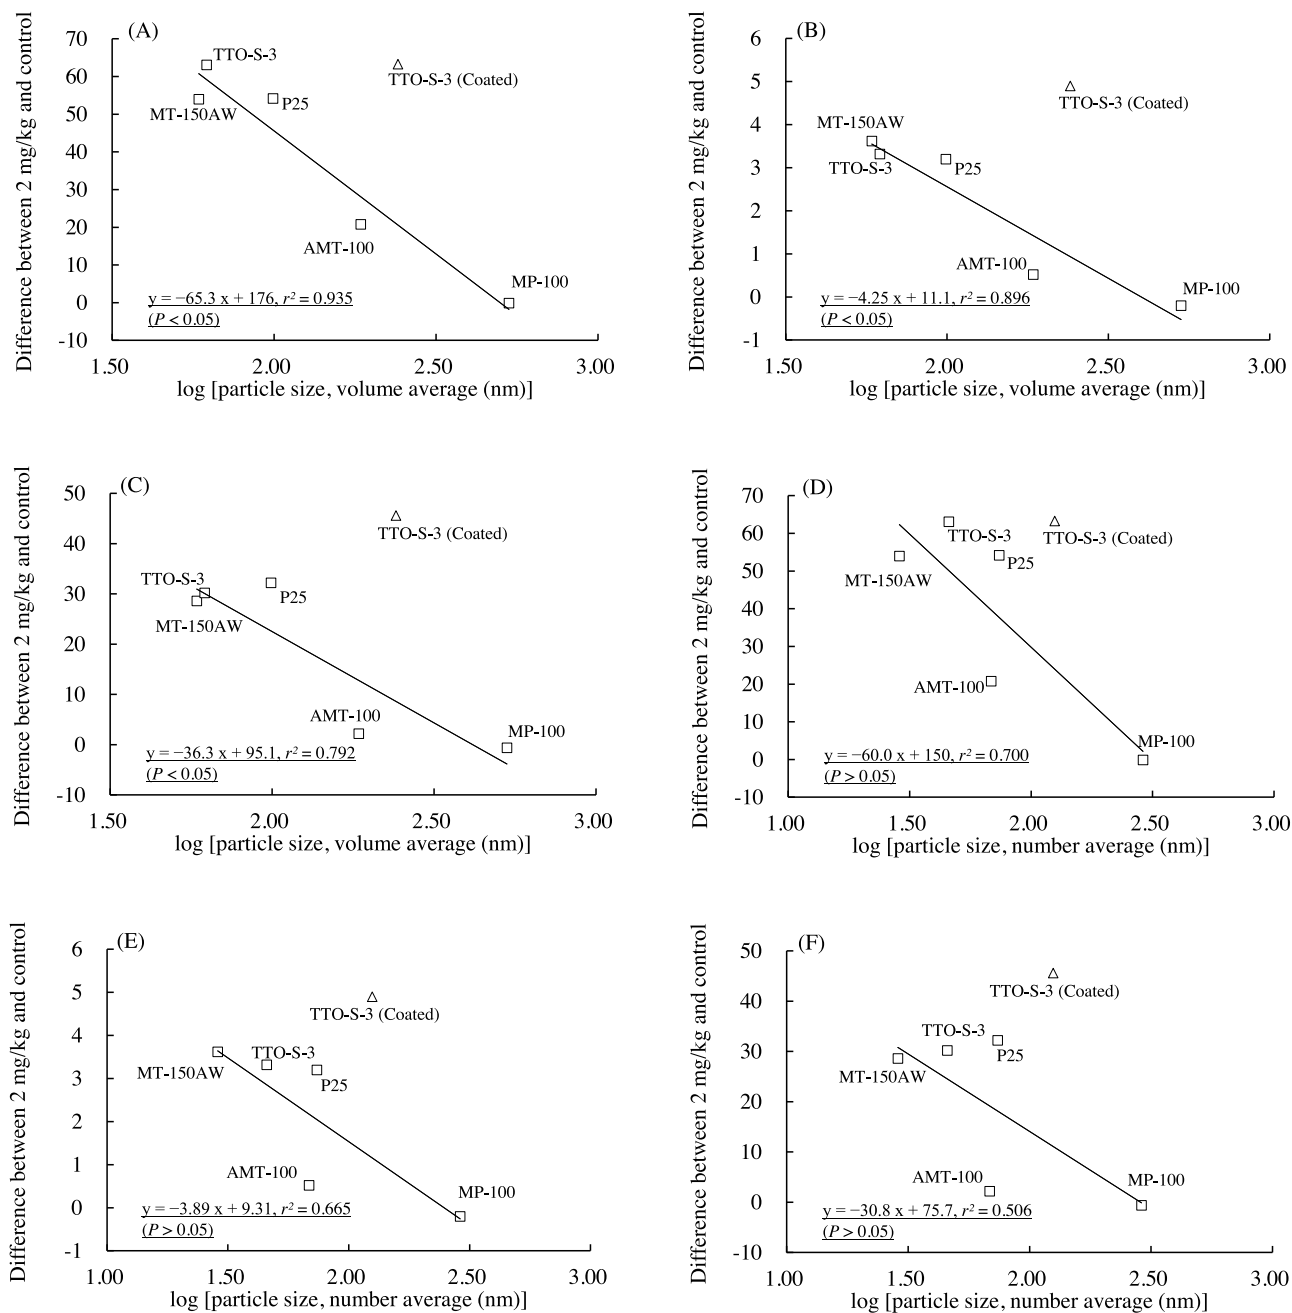 (A)
Difference between 2 mg/kg and control
70
60
50
40
30
20
10
0
-10
TTO-S-3
TTO-S-3 (Coated)
MT-150AW
P25
AMT-100
MP-100
y = −65.3 x + 176, r² = 0.935
(P < 0.05)
1.50 2.00 2.50 3.00
log [particle size, volume average (nm)]
(B)
Difference between 2 mg/kg and control
6
5
4
3
2
1
0
-1
TTO-S-3 (Coated)
MT-150AW
TTO-S-3
P25
AMT-100
MP-100
y = −4.25 x + 11.1, r² = 0.896
(P < 0.05)
1.50 2.00 2.50 3.00
log [particle size, volume average (nm)]
(C)
Difference between 2 mg/kg and control
50
40
30
20
10
0
-10
TTO-S-3 (Coated)
TTO-S-3
P25
MT-150AW
AMT-100
MP-100
y = −36.3 x + 95.1, r² = 0.792
(P < 0.05)
1.50 2.00 2.50 3.00
log [particle size, volume average (nm)]
(D)
Difference between 2 mg/kg and control
70
60
50
40
30
20
10
0
-10
TTO-S-3
TTO-S-3 (Coated)
P25
MT-150AW
AMT-100
MP-100
y = −60.0 x + 150, r² = 0.700
(P > 0.05)
1.00 1.50 2.00 2.50 3.00
log [particle size, number average (nm)]
(E)
Difference between 2 mg/kg and control
6
5
4
3
2
1
0
-1
TTO-S-3 (Coated)
TTO-S-3
MT-150AW
P25
AMT-100
MP-100
y = −3.89 x + 9.31, r² = 0.665
(P > 0.05)
1.00 1.50 2.00 2.50 3.00
log [particle size, number average (nm)]
(F)
Difference between 2 mg/kg and control
50
40
30
20
10
0
-10
TTO-S-3 (Coated)
TTO-S-3
P25
MT-150AW
AMT-100
MP-100
y = −30.8 x + 75.7, r² = 0.506
(P > 0.05)
1.00 1.50 2.00 2.50 3.00
log [particle size, number average (nm)]